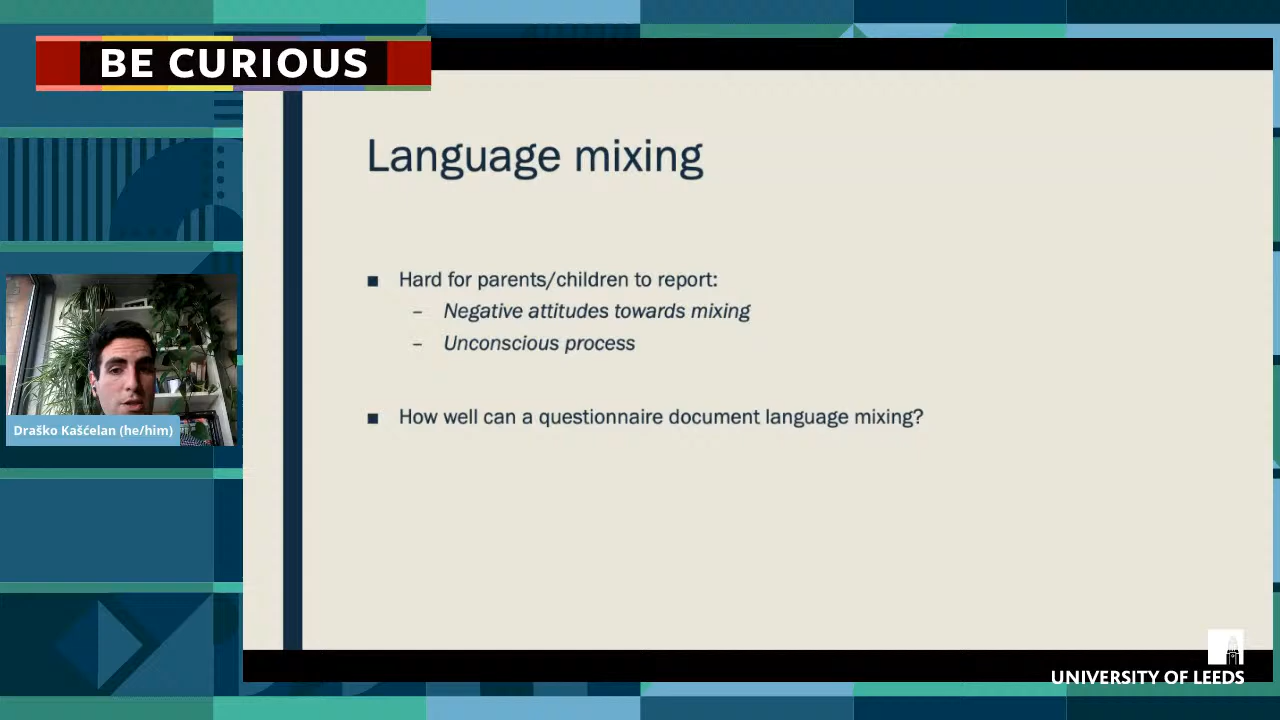 BE CURIOUS
Language mixing
■ Hard for parents/children to report:
– Negative attitudes towards mixing
– Unconscious process
■ How well can a questionnaire document language mixing?
Draško Kašćelan (he/him)
UNIVERSITY OF LEEDS